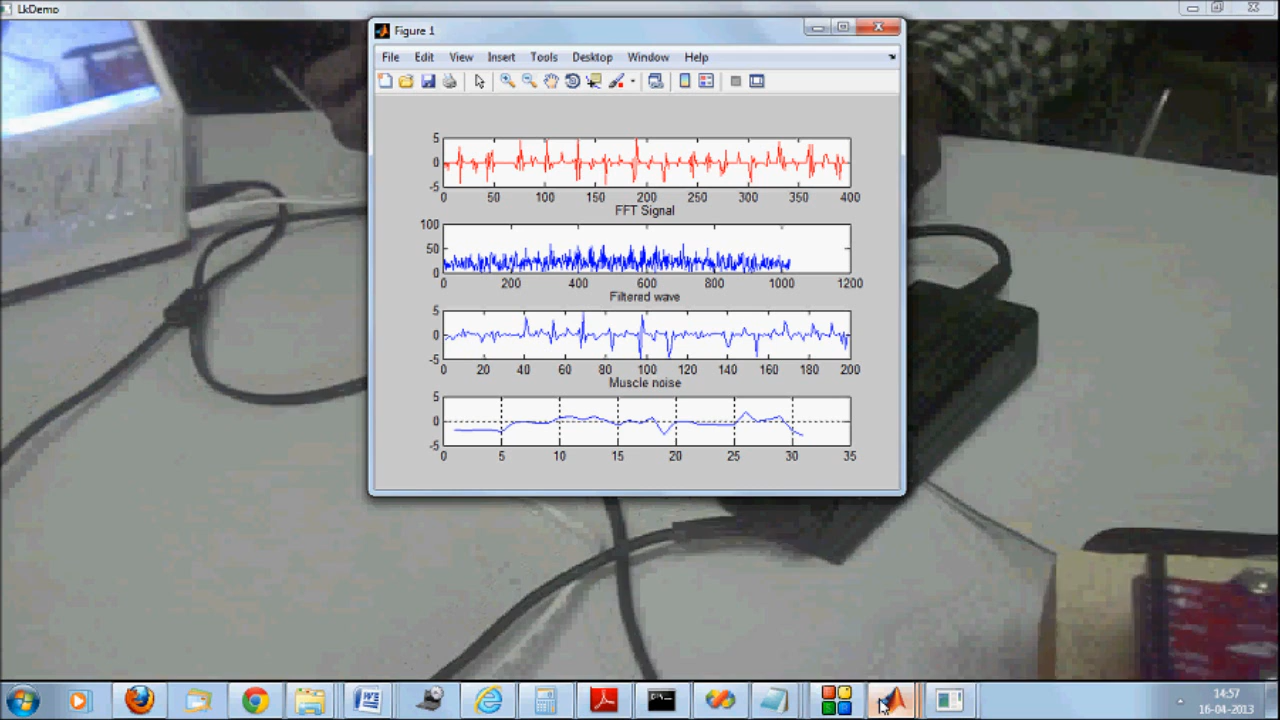 LkDemo
Figure 1
File Edit View Insert Tools Desktop Window Help
5
0
-5
0 50 100 150 200 250 300 350 400
FFT Signal
100
50
0
0 200 400 600 800 1000 1200
Filtered wave
5
0
-5
0 20 40 60 80 100 120 140 160 180 200
Muscle noise
5
0
-5
0 5 10 15 20 25 30 35
14:57
16-04-2013